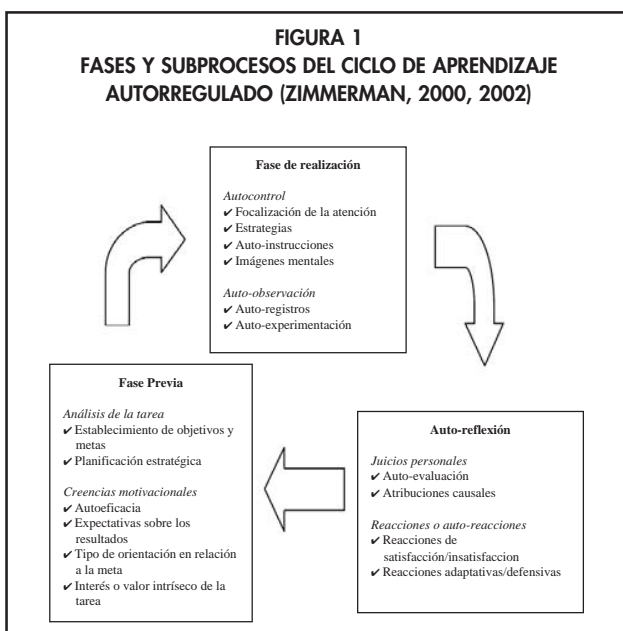 FIGURA 1
FASES Y SUBPROCESOS DEL CICLO DE APRENDIZAJE
AUTORREGULADO (ZIMMERMAN, 2000, 2002)
Fase de realización
Autocontrol
✔ Focalización de la atención
✔ Estrategias
✔ Auto-instrucciones
✔ Imágenes mentales
Auto-observación
✔ Auto-registros
✔ Auto-experimentación
Fase Previa
Análisis de la tarea
✔ Establecimiento de objetivos y
metas
✔ Planificación estratégica
Creencias motivacionales
✔ Autoeficacia
✔ Expectativas sobre los
resultados
✔ Tipo de orientación en relación
a la meta
✔ Interés o valor intríseco de la
tarea
Auto-reflexión
Juicios personales
✔ Auto-evaluación
✔ Atribuciones causales
Reacciones o auto-reacciones
✔ Reacciones de
satisfacción/insatisfaccion
✔ Reacciones adaptativas/defensivas